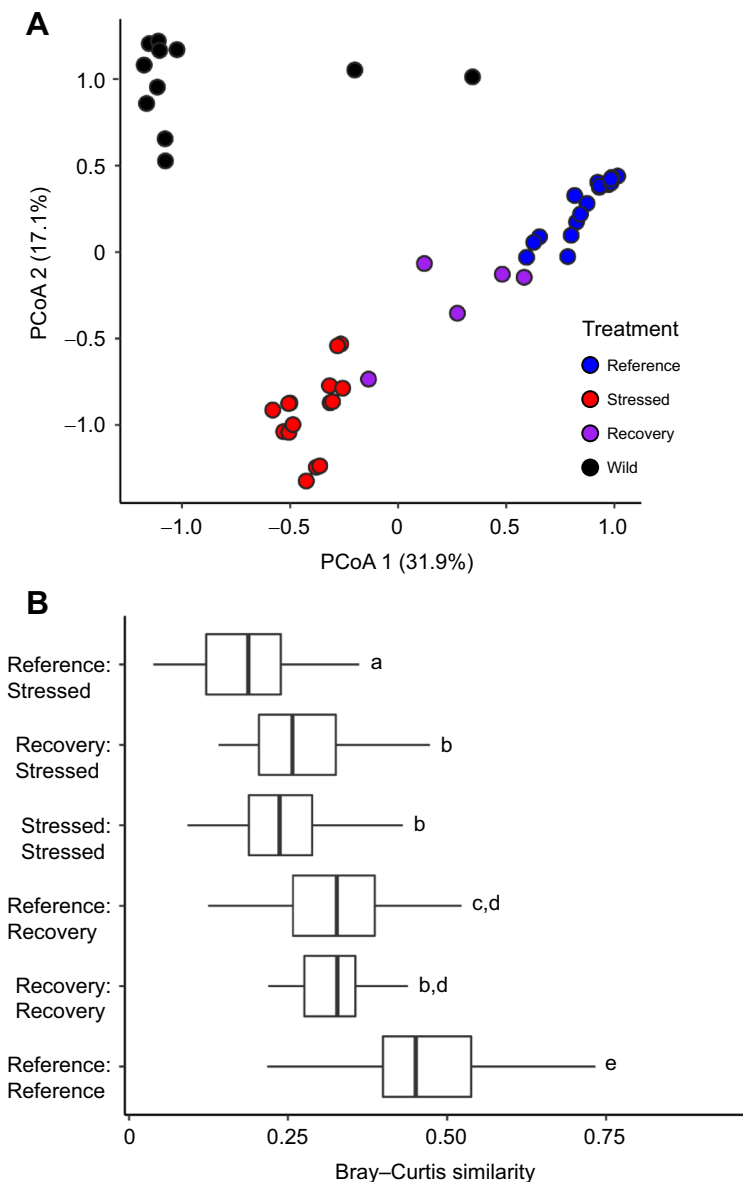 A
1.0
0.5
0
−0.5
−1.0
PCoA 2 (17.1%)
−1.0
−0.5
0
0.5
1.0
PCoA 1 (31.9%)
Treatment
Reference
Stressed
Recovery
Wild
B
Reference:
Stressed
a
Recovery:
Stressed
b
Stressed:
Stressed
b
Reference:
Recovery
c,d
Recovery:
Recovery
b,d
Reference:
Reference
e
0
0.25
0.50
0.75
Bray–Curtis similarity